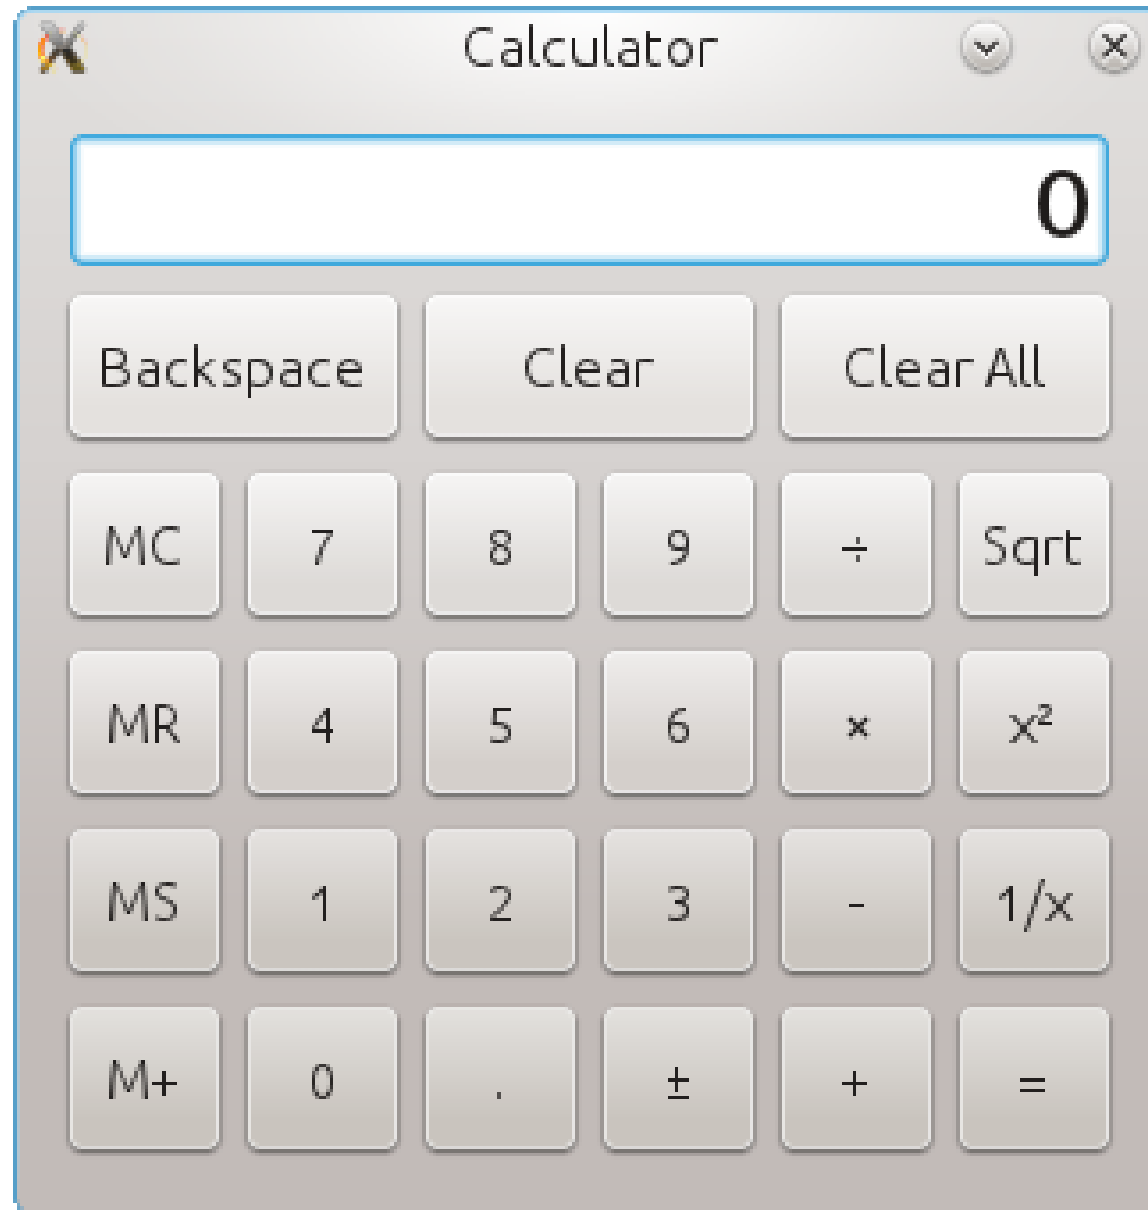 Calculator
0
Backspace Clear Clear All
MC 7 8 9 ÷ Sqrt
MR 4 5 6 × x²
MS 1 2 3 - 1/x
M+ 0 . ± + =